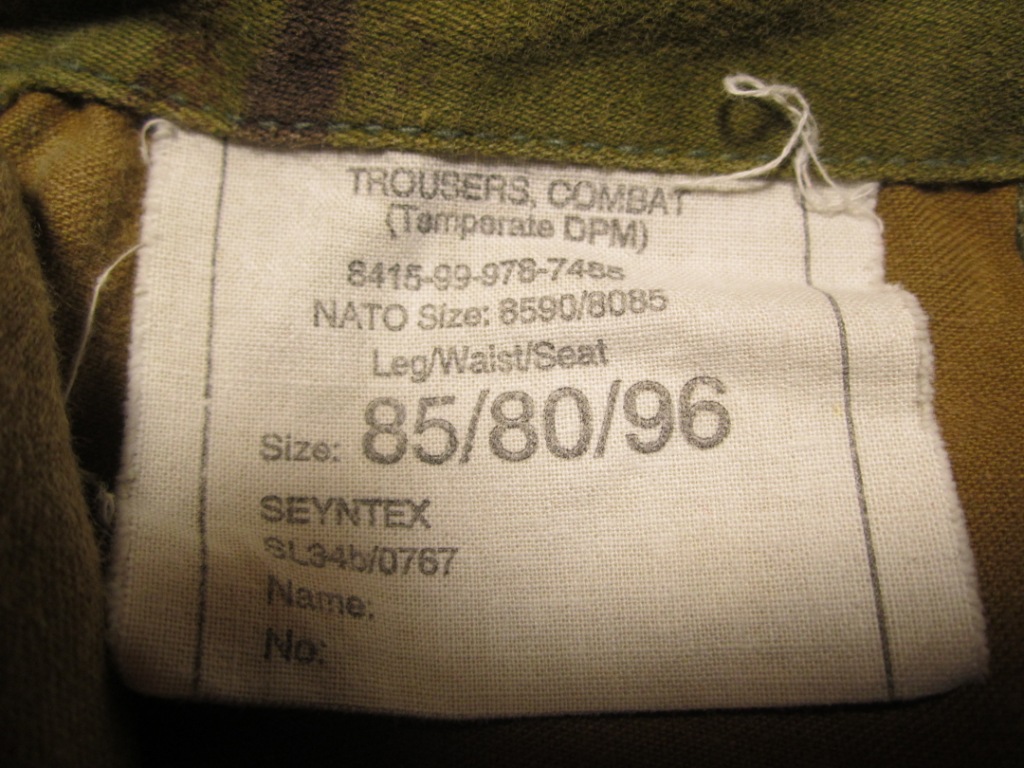 TROUSERS, COMBAT
(Temperate DPM)
8415-99-978-7488
NATO Size: 8590/8085
Leg/Waist/Seat
Size: 85/80/96
SEYNTEX
SL34b/0767
Name:
No: